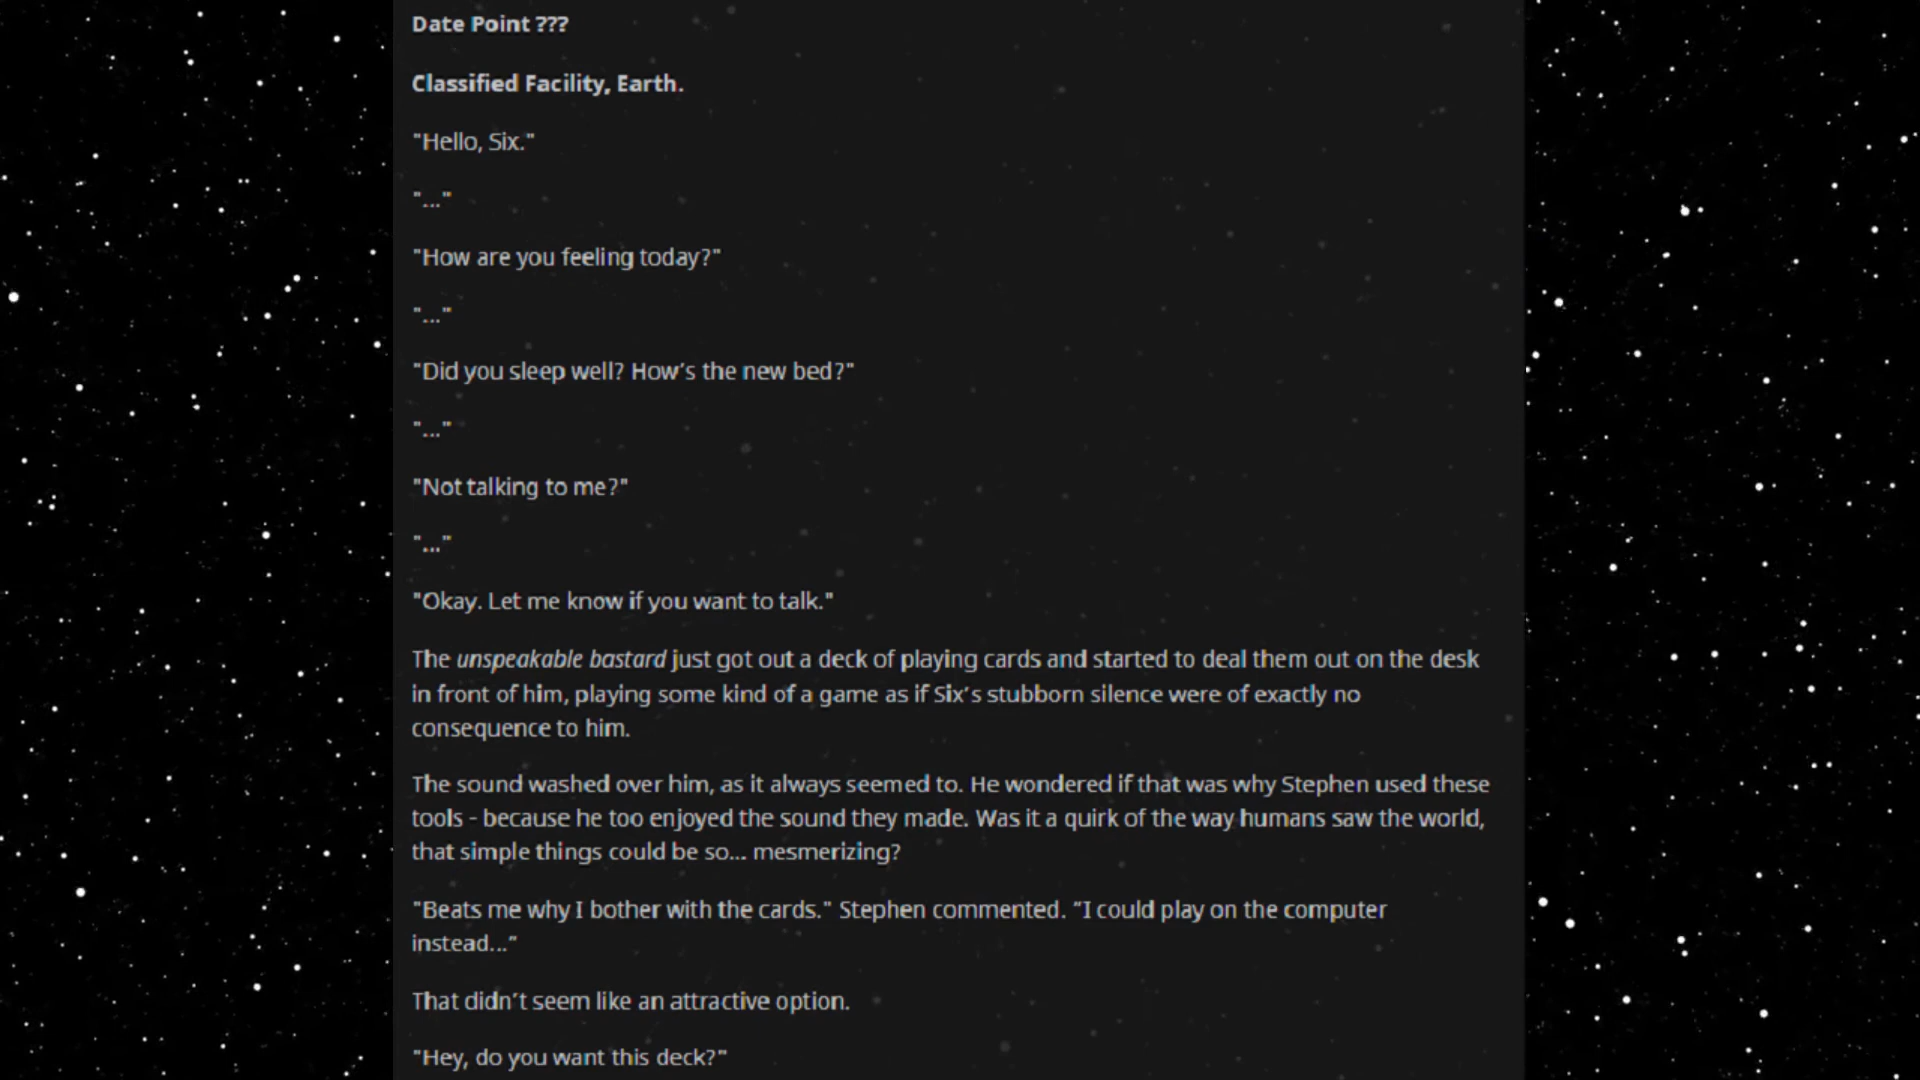 Date Point ???
Classified Facility, Earth.
"Hello, Six."
"..."
"How are you feeling today?"
"..."
"Did you sleep well? How’s the new bed?"
"..."
"Not talking to me?"
"..."
"Okay. Let me know if you want to talk."
The unspeakable bastard just got out a deck of playing cards and started to deal them out on the desk
in front of him, playing some kind of a game as if Six’s stubborn silence were of exactly no
consequence to him.
The sound washed over him, as it always seemed to. He wondered if that was why Stephen used these
tools - because he too enjoyed the sound they made. Was it a quirk of the way humans saw the world,
that simple things could be so... mesmerizing?
"Beats me why I bother with the cards." Stephen commented. “I could play on the computer
instead...”
That didn’t seem like an attractive option.
"Hey, do you want this deck?"